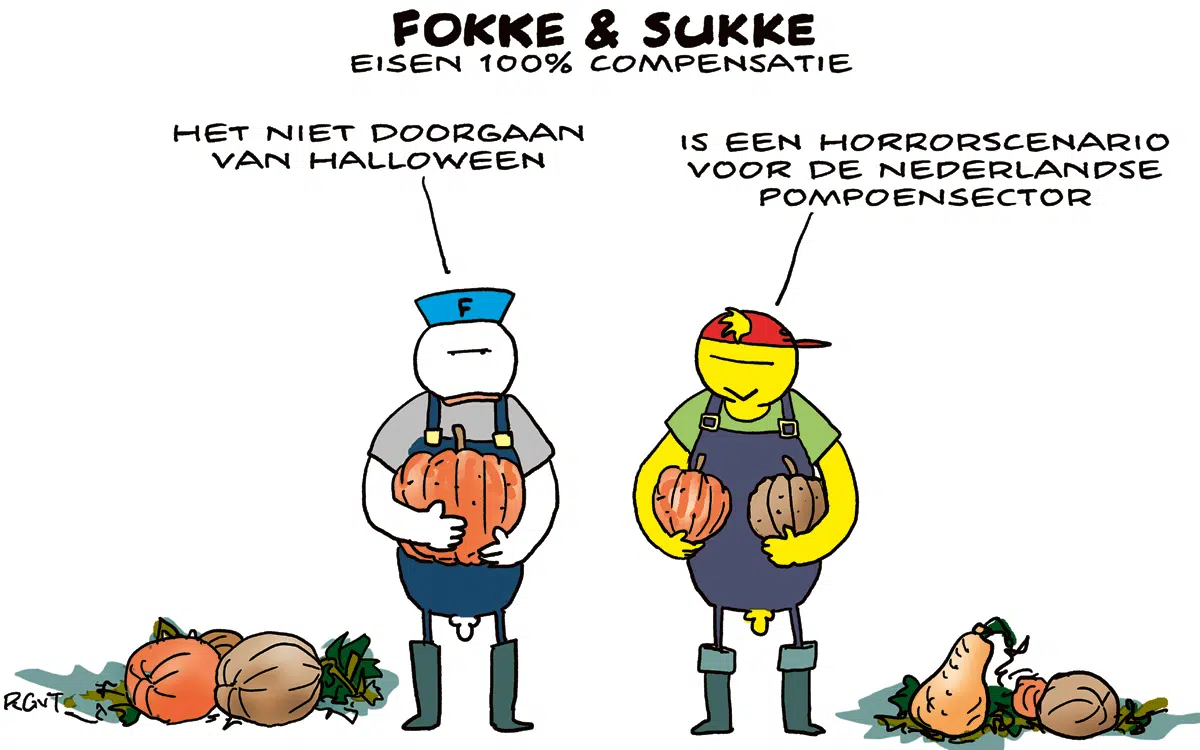 FOKKE & SUKKE
EISEN 100% COMPENSATIE
HET NIET DOORGAAN
VAN HALLOWEEN
IS EEN HORRORSCENARIO
VOOR DE NEDERLANDSE
POMPOENSECTOR
F
RGvT